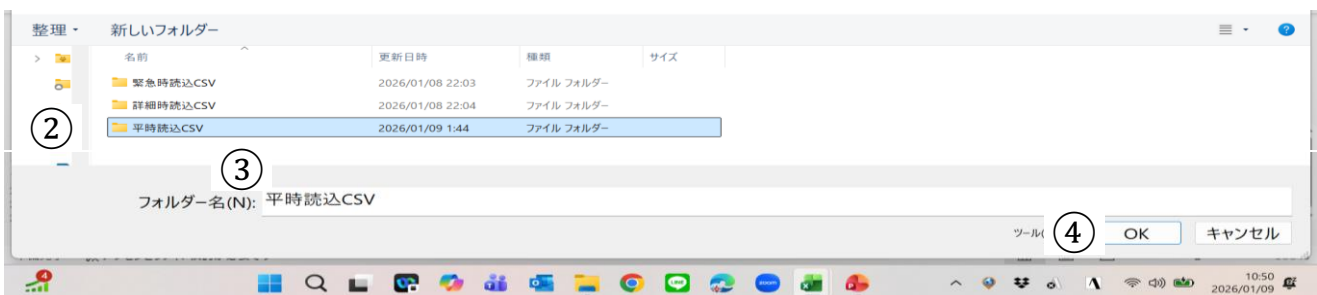 整理 新しいフォルダー
名前 更新日時 種類 サイズ
緊急時読込CSV 2026/01/08 22:03 ファイル フォルダー
詳細時読込CSV 2026/01/08 22:04 ファイル フォルダー
② 平時読込CSV 2026/01/09 1:44 ファイル フォルダー
③
フォルダー名(N): 平時読込CSV
ツール( ④ OK キャンセル
4
zoom
10:50
2026/01/09